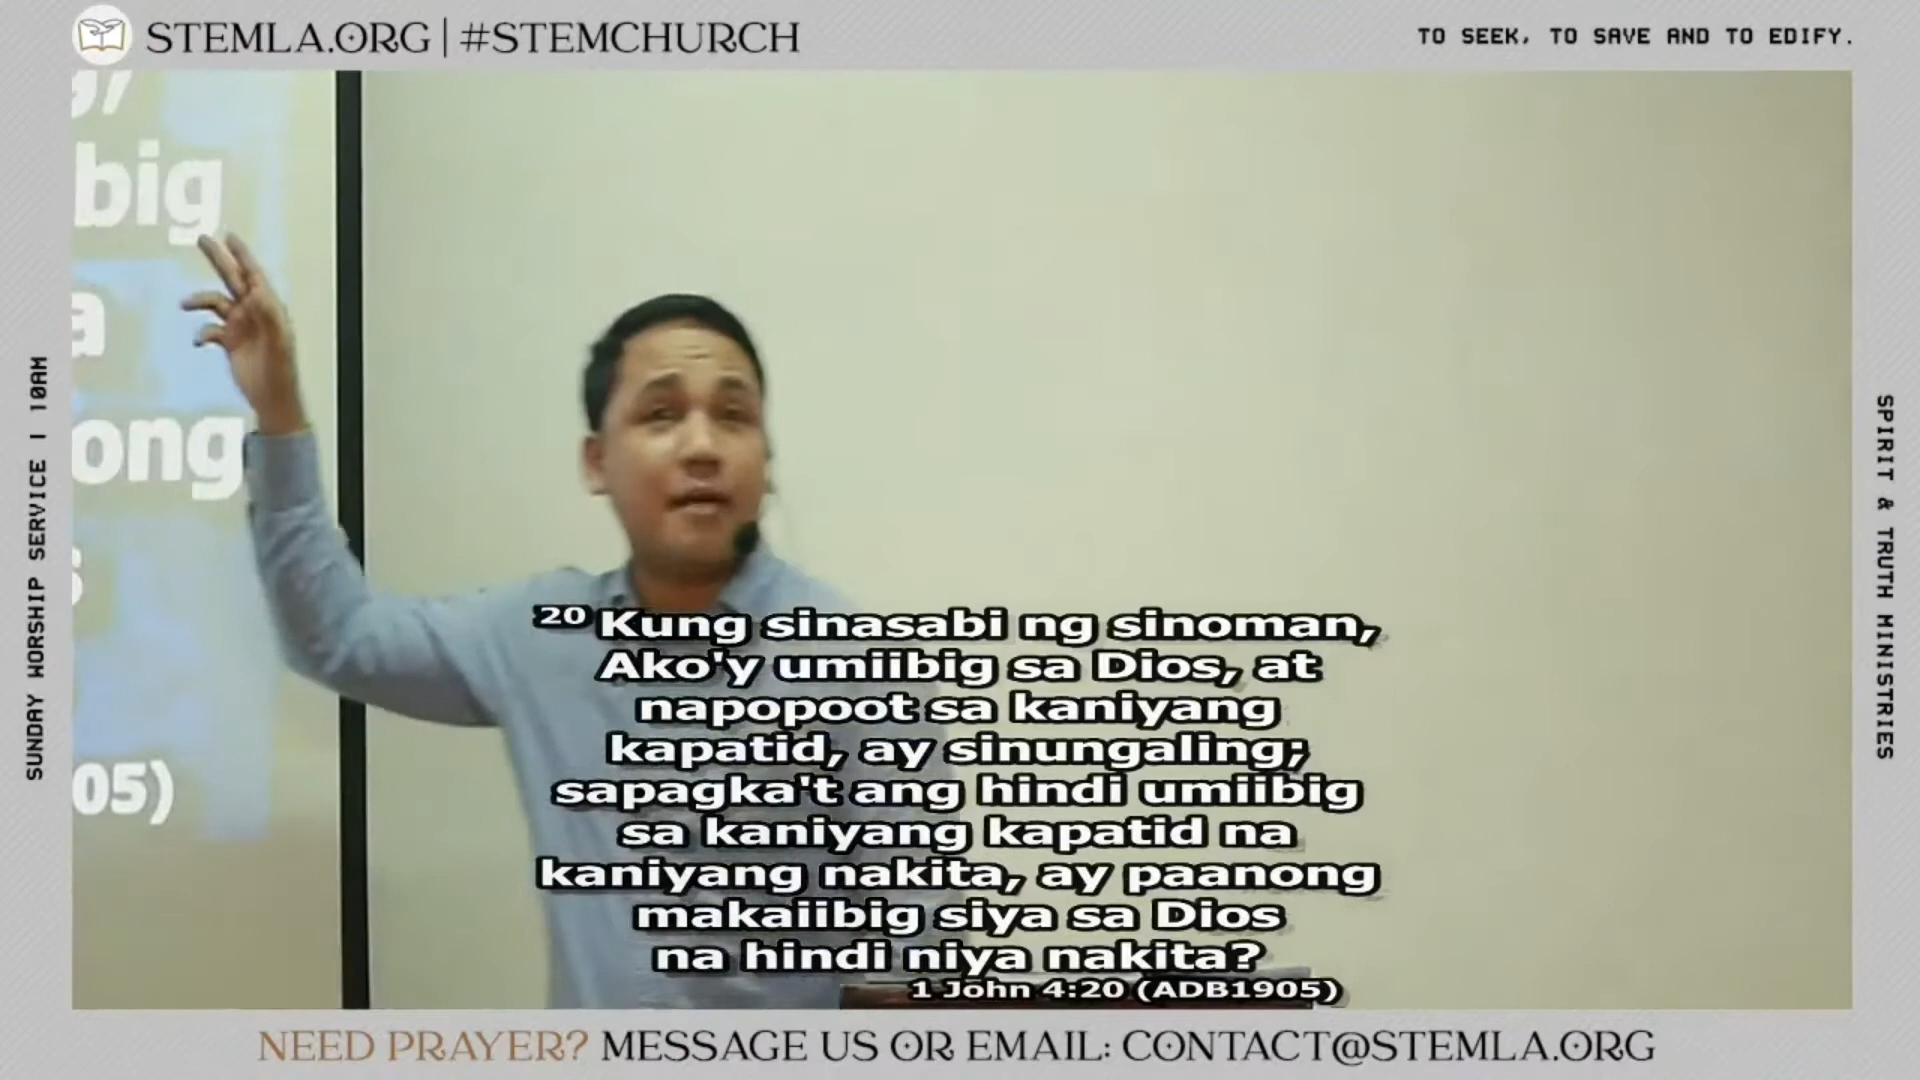 STEMLA.ORG | #STEMCHURCH
TO SEEK, TO SAVE AND TO EDIFY.
big
a
ong
05)
20 Kung sinasabi ng sinoman,
Ako'y umiibig sa Dios, at
napopoot sa kaniyang
kapatid, ay sinungaling;
sapagka't ang hindi umiibig
sa kaniyang kapatid na
kaniyang nakita, ay paanong
makaiibig siya sa Dios
na hindi niya nakita?
1 John 4:20 (ADB1905)
SUNDAY WORSHIP SERVICE | 10AM
SPIRIT & TRUTH MINISTRIES
NEED PRAYER? MESSAGE US OR EMAIL: CONTACT@STEMLA.ORG